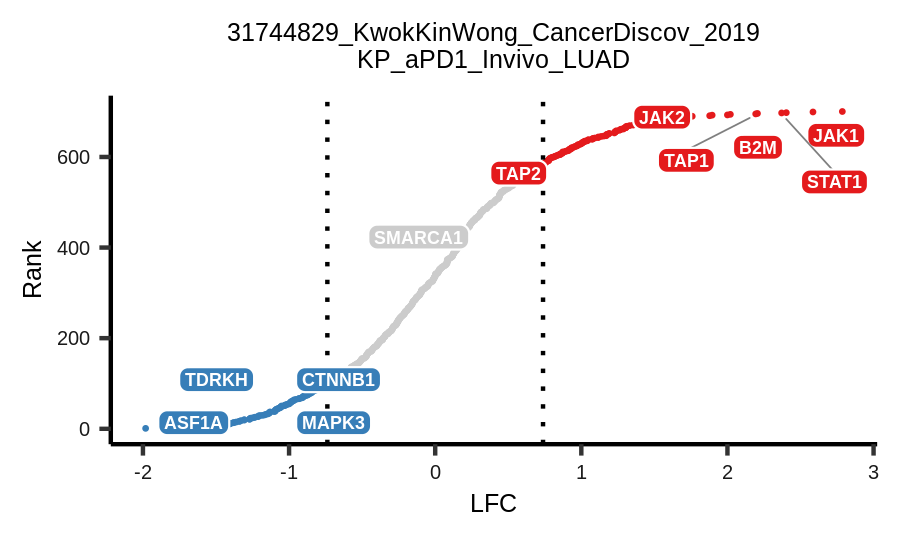 31744829_KwokKinWong_CancerDiscov_2019
KP_aPD1_Invivo_LUAD
Rank
600
400
200
0
JAK2
JAK1
TAP1
B2M
STAT1
TAP2
SMARCA1
TDRKH
CTNNB1
ASF1A
MAPK3
-2
-1
0
1
2
3
LFC